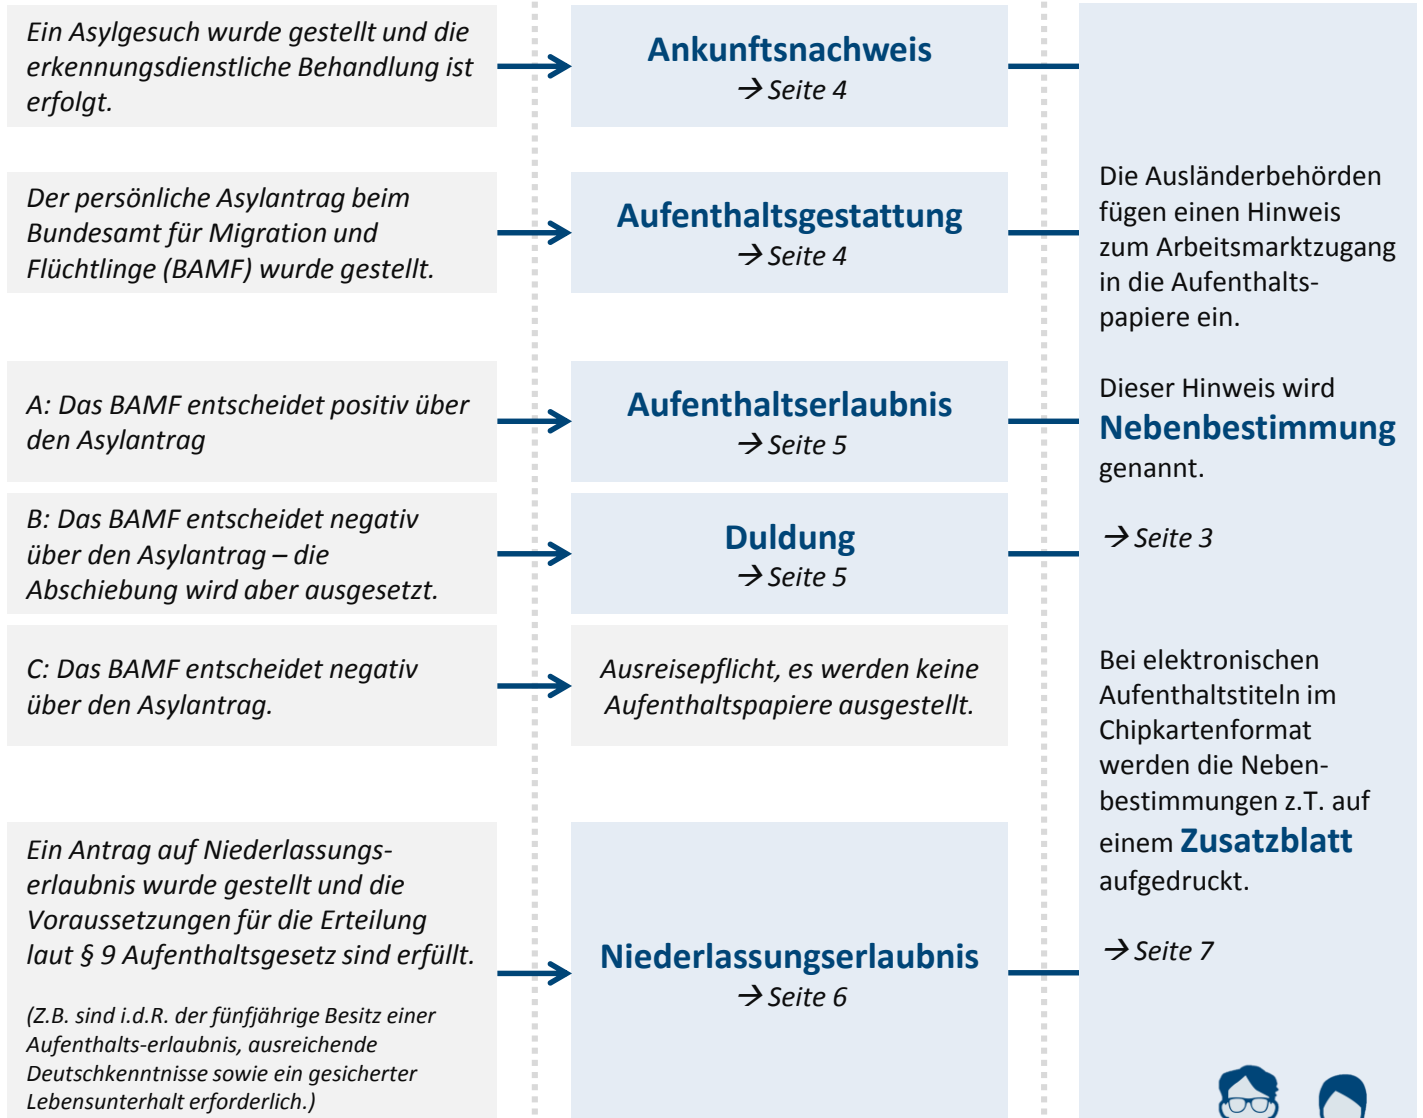 Ein Asylgesuch wurde gestellt und die
erkennungsdienstliche Behandlung ist
erfolgt.
Ankunftsnachweis
→ Seite 4
Der persönliche Asylantrag beim
Bundesamt für Migration und
Flüchtlinge (BAMF) wurde gestellt.
Aufenthaltsgestattung
→ Seite 4
A: Das BAMF entscheidet positiv über
den Asylantrag
Aufenthaltserlaubnis
→ Seite 5
B: Das BAMF entscheidet negativ
über den Asylantrag – die
Abschiebung wird aber ausgesetzt.
Duldung
→ Seite 5
C: Das BAMF entscheidet negativ
über den Asylantrag.
Ausreisepflicht, es werden keine
Aufenthaltspapiere ausgestellt.
Ein Antrag auf Niederlassungs-
erlaubnis wurde gestellt und die
Voraussetzungen für die Erteilung
laut § 9 Aufenthaltsgesetz sind erfüllt.
(Z.B. sind i.d.R. der fünfjährige Besitz einer
Aufenthalts-erlaubnis, ausreichende
Deutschkenntnisse sowie ein gesicherter
Lebensunterhalt erforderlich.)
Niederlassungserlaubnis
→ Seite 6
Die Ausländerbehörden
fügen einen Hinweis
zum Arbeitsmarktzugang
in die Aufenthalts-
papiere ein.
Dieser Hinweis wird
Nebenbestimmung
genannt.
→ Seite 3
Bei elektronischen
Aufenthaltstiteln im
Chipkartenformat
werden die Neben-
bestimmungen z.T. auf
einem Zusatzblatt
aufgedruckt.
→ Seite 7